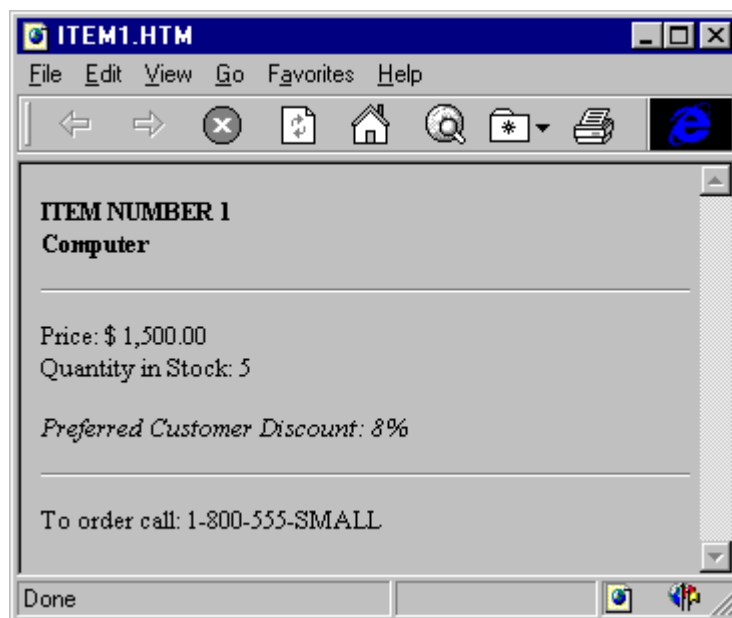 ITEM1.HTM
File Edit View Go Favorites Help
ITEM NUMBER 1
Computer
Price: $ 1,500.00
Quantity in Stock: 5
Preferred Customer Discount: 8%
To order call: 1-800-555-SMALL
Done